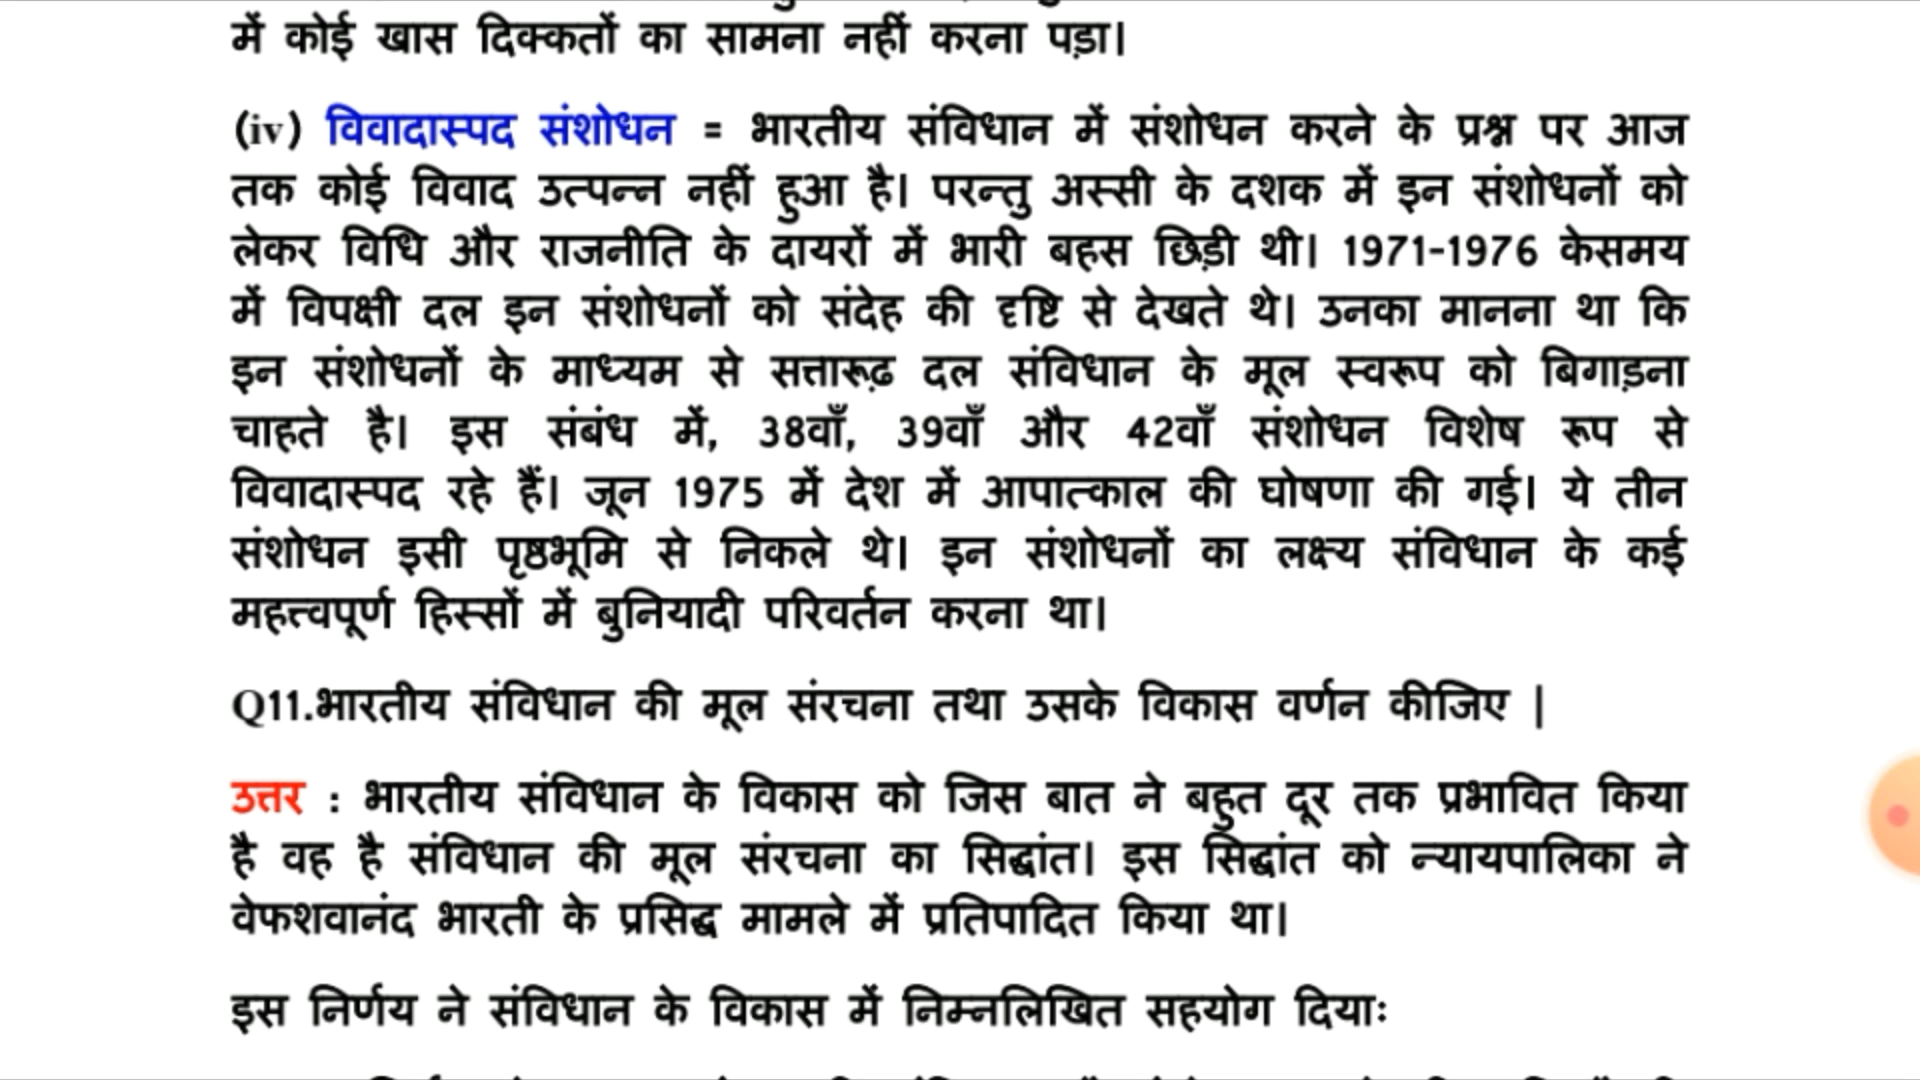 में कोई खास दिक्कतों का सामना नहीं करना पड़ा।
(iv) विवादास्पद संशोधन = भारतीय संविधान में संशोधन करने के प्रश्न पर आज
तक कोई विवाद उत्पन्न नहीं हुआ है। परन्तु अस्सी के दशक में इन संशोधनों को
लेकर विधि और राजनीति के दायरों में भारी बहस छिड़ी थी। 1971-1976 केसमय
में विपक्षी दल इन संशोधनों को संदेह की दृष्टि से देखते थे। उनका मानना था कि
इन संशोधनों के माध्यम से सत्तारूढ़ दल संविधान के मूल स्वरूप को बिगाड़ना
चाहते है। इस संबंध में, 38वाँ, 39वाँ और 42वाँ संशोधन विशेष रूप से
विवादास्पद रहे हैं। जून 1975 में देश में आपात्काल की घोषणा की गई। ये तीन
संशोधन इसी पृष्ठभूमि से निकले थे। इन संशोधनों का लक्ष्य संविधान के कई
महत्त्वपूर्ण हिस्सों में बुनियादी परिवर्तन करना था।
Q11.भारतीय संविधान की मूल संरचना तथा उसके विकास वर्णन कीजिए |
उत्तर : भारतीय संविधान के विकास को जिस बात ने बहुत दूर तक प्रभावित किया
है वह है संविधान की मूल संरचना का सिद्धांत। इस सिद्धांत को न्यायपालिका ने
वेफशवानंद भारती के प्रसिद्ध मामले में प्रतिपादित किया था।
इस निर्णय ने संविधान के विकास में निम्नलिखित सहयोग दियाः